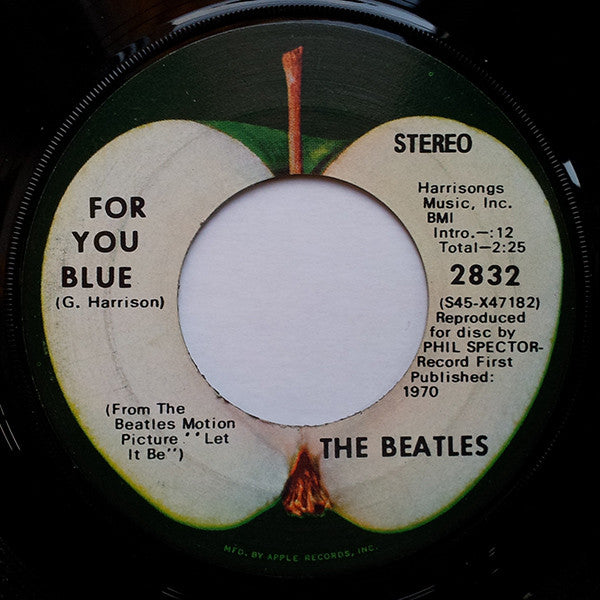 FOR
YOU
BLUE
(G. Harrison)
(From The
Beatles Motion
Picture ‘‘Let
It Be’’)
STEREO
Harrisongs
Music, Inc.
BMI
Intro.—:12
Total—2:25
2832
(S45-X47182)
Reproduced
for disc by
PHIL SPECTOR-
Record First
Published:
1970
THE BEATLES
MFD. BY APPLE RECORDS, INC.